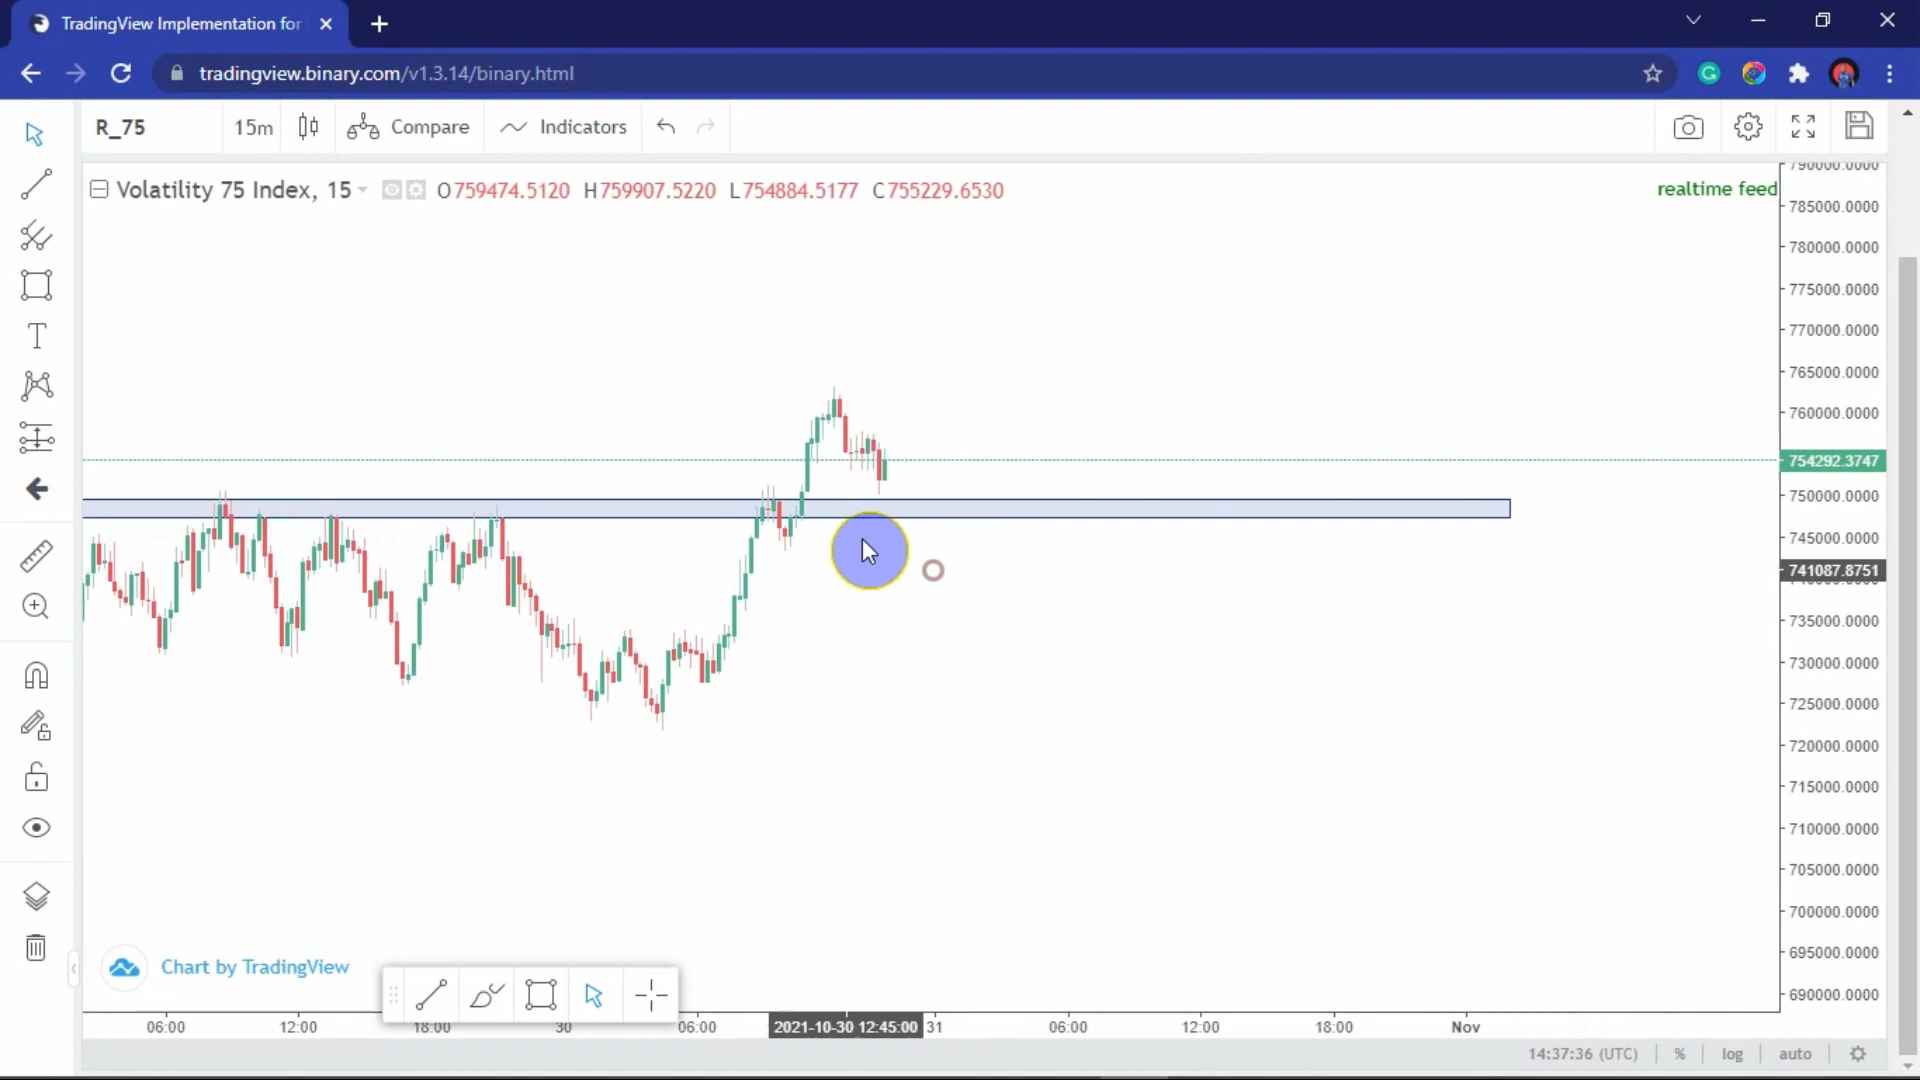 TradingView Implementation for
tradingview.binary.com/v1.3.14/binary.html
R_75
15m
Compare
Indicators
Volatility 75 Index, 15
O759474.5120 H759907.5220 L754884.5177 C755229.6530
realtime feed
790000.0000
785000.0000
780000.0000
775000.0000
770000.0000
765000.0000
760000.0000
754292.3747
750000.0000
745000.0000
741087.8751
735000.0000
730000.0000
725000.0000
720000.0000
715000.0000
710000.0000
705000.0000
700000.0000
695000.0000
690000.0000
Chart by TradingView
06:00 12:00 18:00 30 06:00 2021-10-30 12:45:00 31 06:00 12:00 18:00 Nov
14:37:36 (UTC) % log auto